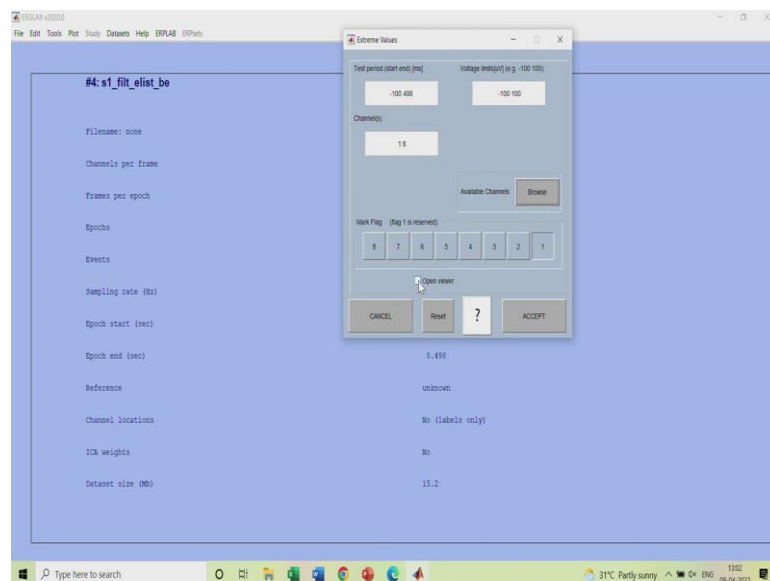 EEGLAB v2020.0
File Edit Tools Plot Study Datasets Help ERPLAB ERPsets
#4: s1_filt_elist_be
Filename: none
Channels per frame
Frames per epoch
Epochs
Events
Sampling rate (Hz)
Epoch start (sec)
Epoch end (sec) 0.498
Reference unknown
Channel locations No (labels only)
ICA weights No
Dataset size (Mb) 15.2
Extreme Values
Test period (start end) [ms] Voltage limits[uV] (e.g. -100 100):
-100 498 -100 100
Channel(s)
1:8
Available Channels Browse
Mark Flag (flag 1 is reserved)
8 7 6 5 4 3 2 1
Open viewer
CANCEL Reset ? ACCEPT
Type here to search
31°C Partly sunny ENG 13:02
08-04-2022